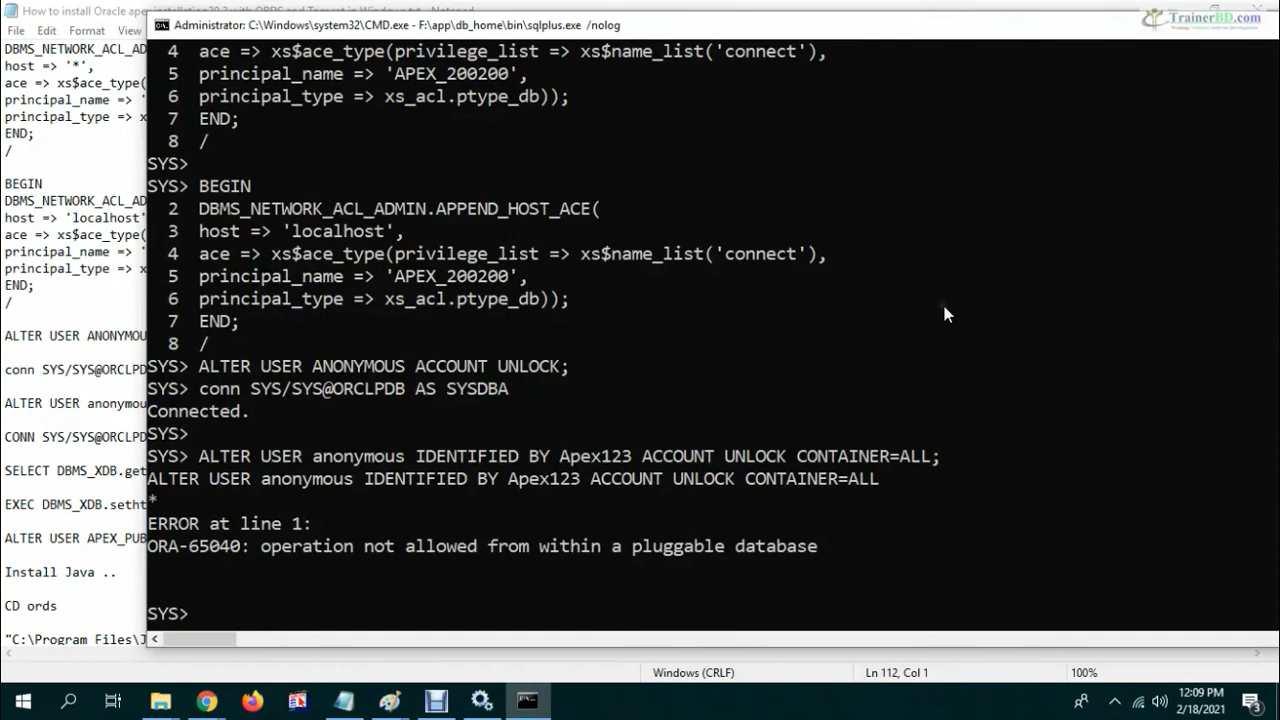 How to install Oracle
Administrator: C:\Windows\system32\CMD.exe - F:\app\db_home\bin\sqlplus.exe /nolog
TrainerBD.com
File Edit Format View
DBMS_NETWORK_ACL_AD
host => '*',
ace => xs$ace_type(
principal_name => '
principal_type => x
END;
/
BEGIN
DBMS_NETWORK_ACL_AD
host => 'localhost'
ace => xs$ace_type(
principal_name => '
principal_type => x
END;
/
ALTER USER ANONYMO
conn SYS/SYS@ORCLPD
ALTER USER anonymou
CONN SYS/SYS@ORCLPD
SELECT DBMS_XDB.get
EXEC DBMS_XDB.setht
ALTER USER APEX_PUB
Install Java ..
CD ords
"C:\Program Files\J
4 ace => xs$ace_type(privilege_list => xs$name_list('connect'),
5 principal_name => 'APEX_200200',
6 principal_type => xs_acl.ptype_db));
7 END;
8 /
SYS>
SYS> BEGIN
2 DBMS_NETWORK_ACL_ADMIN.APPEND_HOST_ACE(
3 host => 'localhost',
4 ace => xs$ace_type(privilege_list => xs$name_list('connect'),
5 principal_name => 'APEX_200200',
6 principal_type => xs_acl.ptype_db));
7 END;
8 /
SYS> ALTER USER ANONYMOUS ACCOUNT UNLOCK;
SYS> conn SYS/SYS@ORCLPDB AS SYSDBA
Connected.
SYS>
SYS> ALTER USER anonymous IDENTIFIED BY Apex123 ACCOUNT UNLOCK CONTAINER=ALL;
ALTER USER anonymous IDENTIFIED BY Apex123 ACCOUNT UNLOCK CONTAINER=ALL
*
ERROR at line 1:
ORA-65040: operation not allowed from within a pluggable database
SYS>
Windows (CRLF) Ln 112, Col 1 100%
12:09 PM
2/18/2021
3